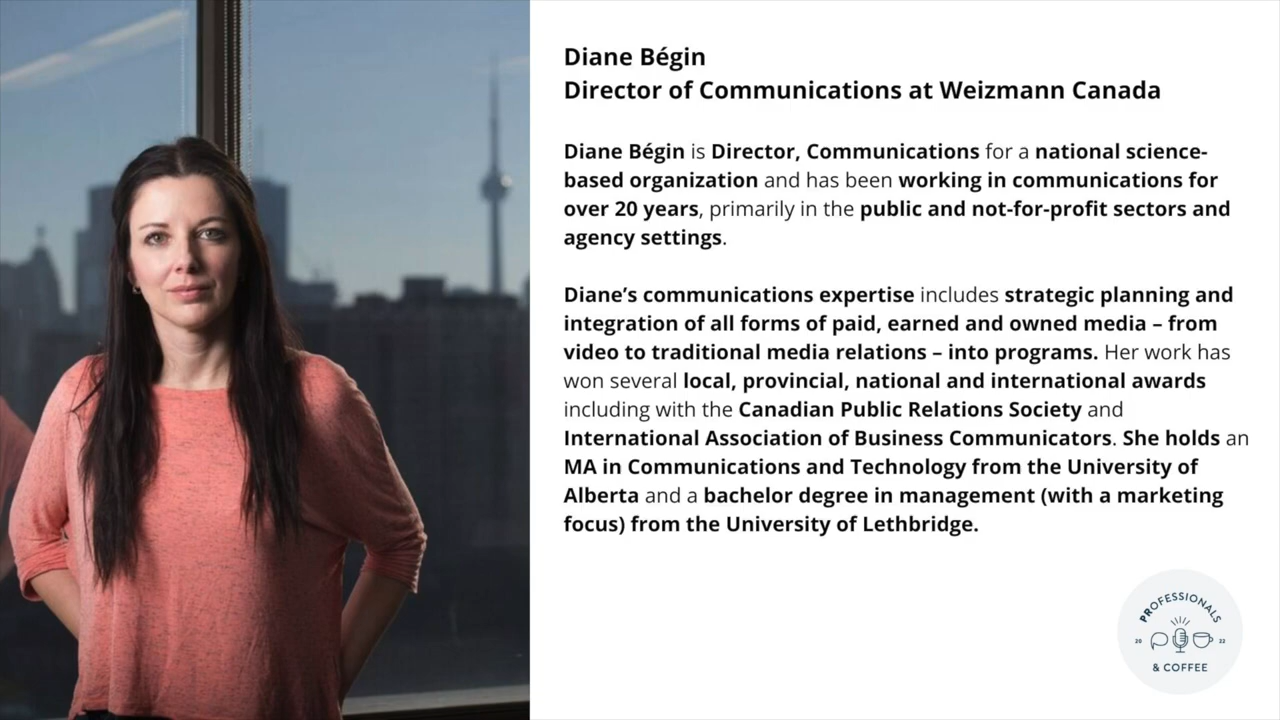 Diane Bégin
Director of Communications at Weizmann Canada
Diane Bégin is Director, Communications for a national science-
based organization and has been working in communications for
over 20 years, primarily in the public and not-for-profit sectors and
agency settings.
Diane’s communications expertise includes strategic planning and
integration of all forms of paid, earned and owned media – from
video to traditional media relations – into programs. Her work has
won several local, provincial, national and international awards
including with the Canadian Public Relations Society and
International Association of Business Communicators. She holds an
MA in Communications and Technology from the University of
Alberta and a bachelor degree in management (with a marketing
focus) from the University of Lethbridge.
PROFESSIONALS
20 22
& COFFEE